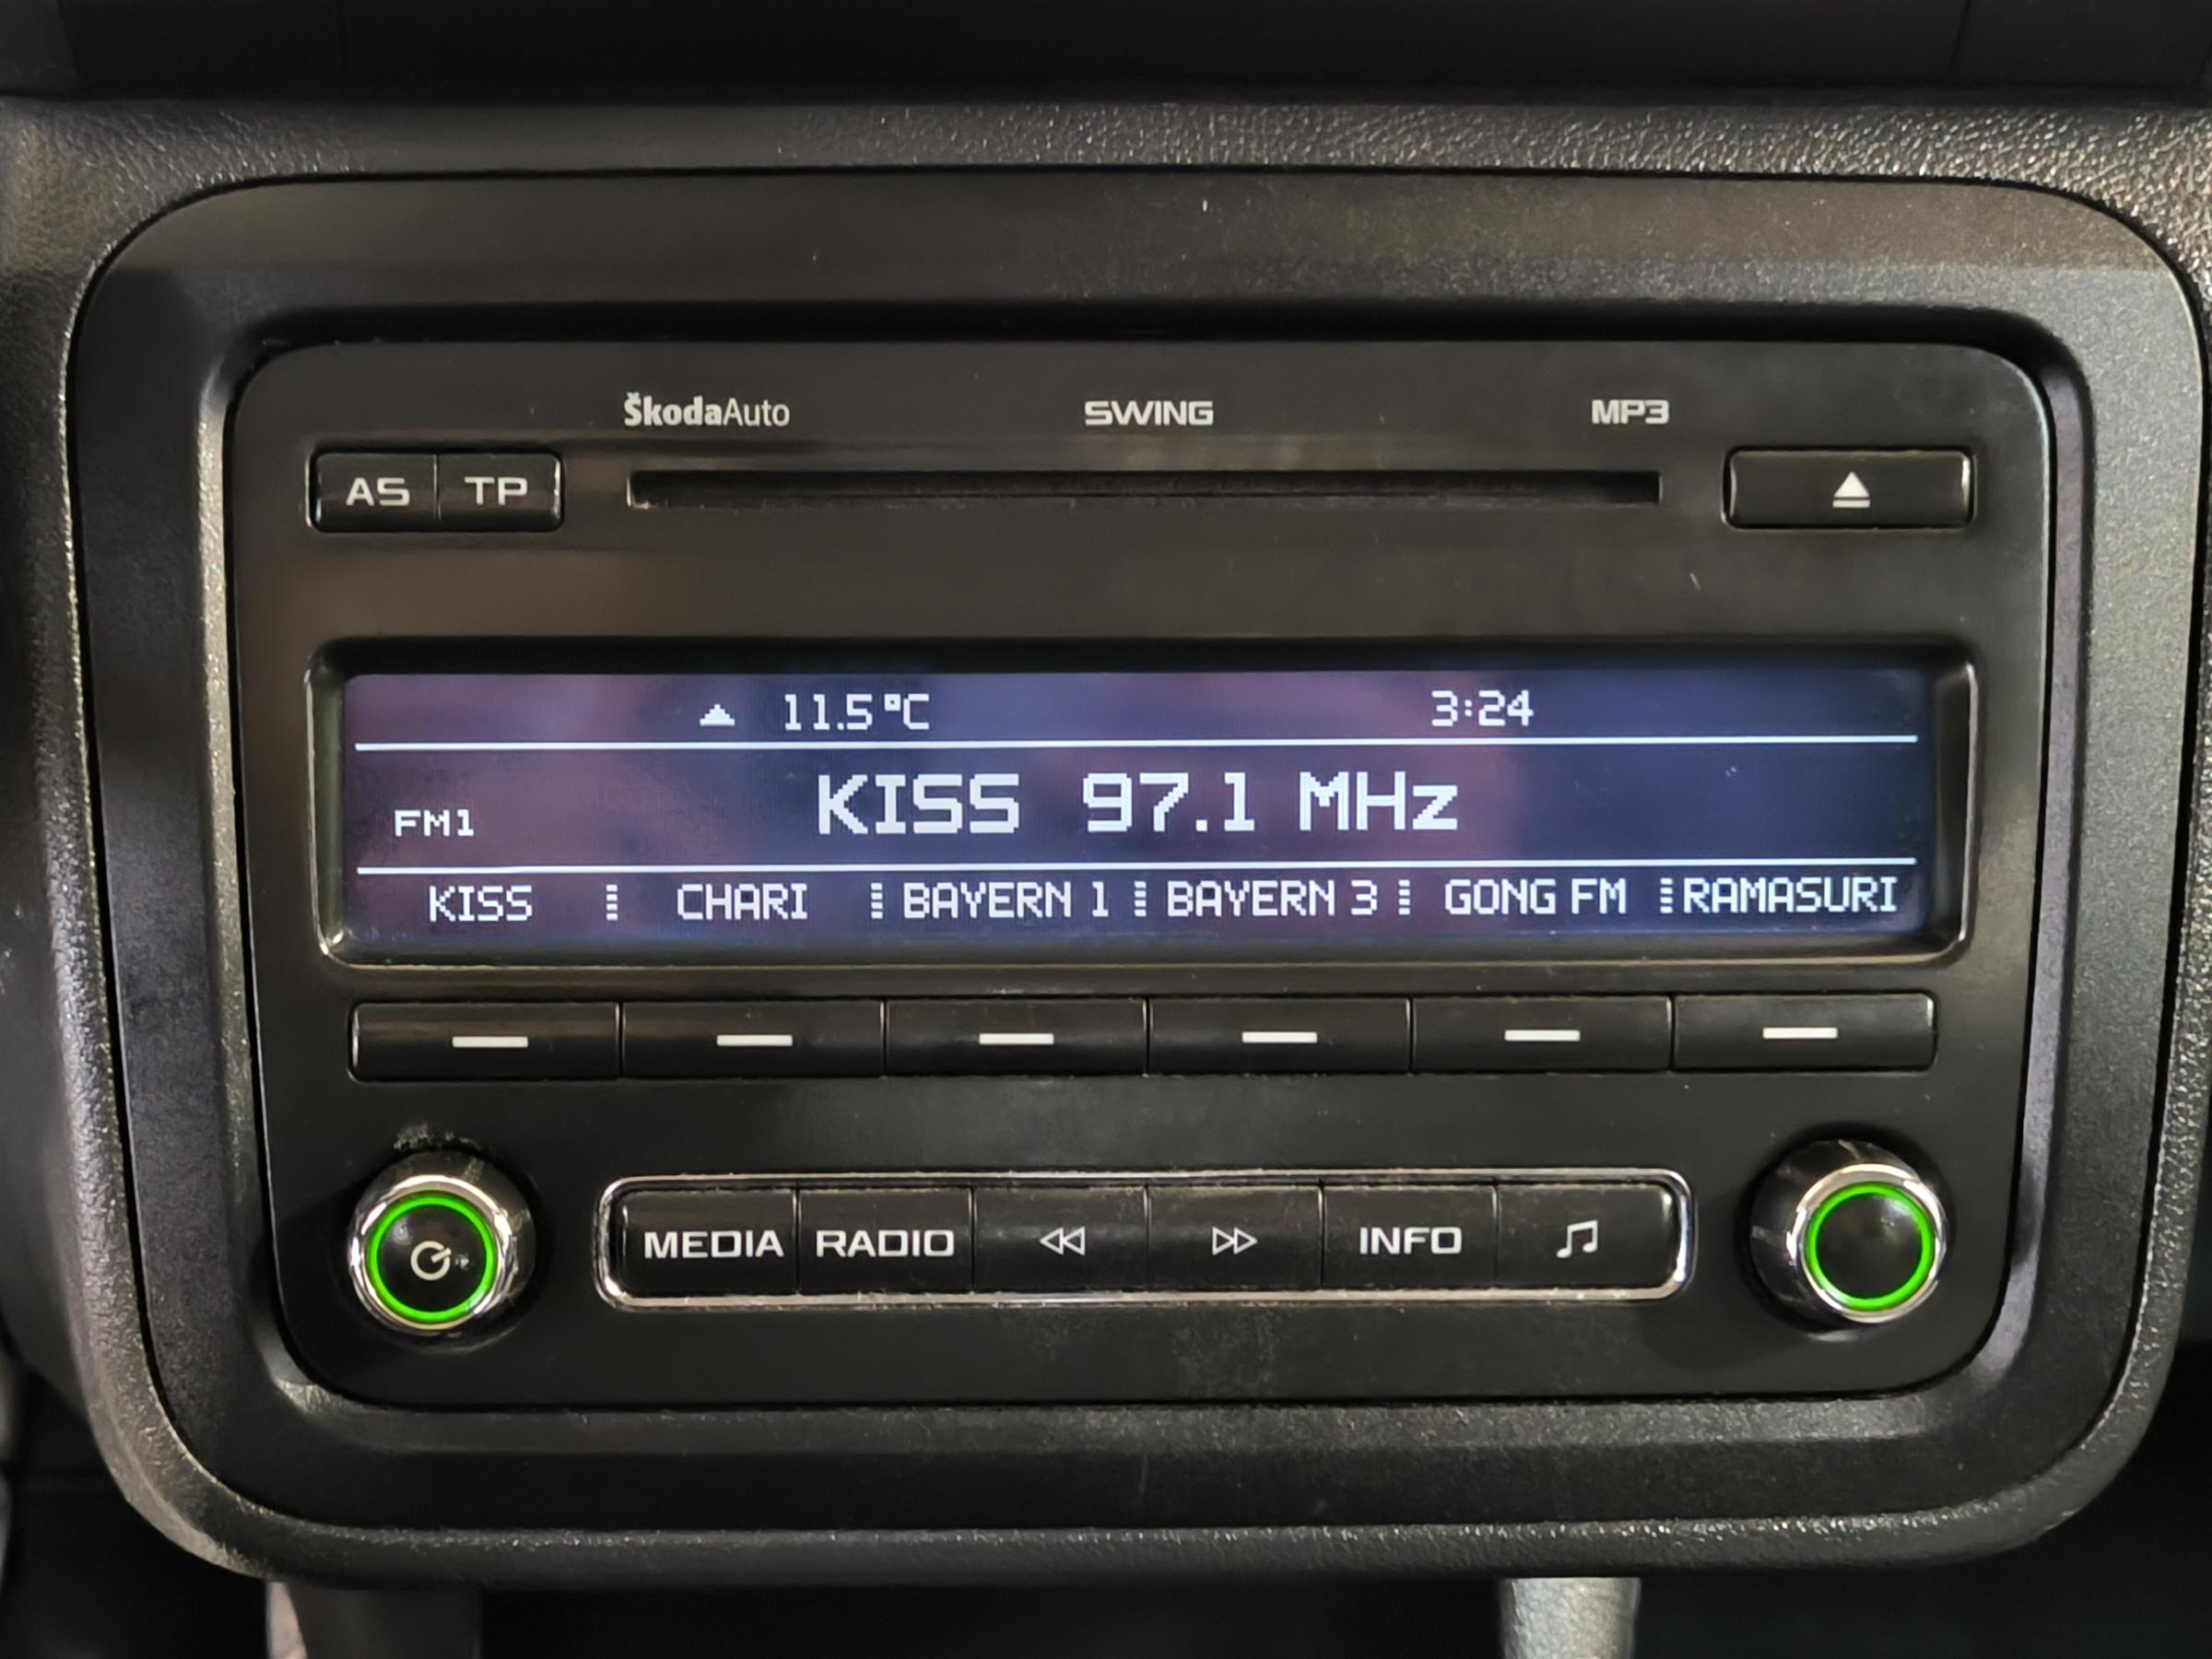 ŠkodaAuto SWING MP3
AS TP
11.5°C 3:24
FM1 KISS 97.1 MHz
KISS CHARI BAYERN 1 BAYERN 3 GONG FM RAMASURI
MEDIA RADIO INFO